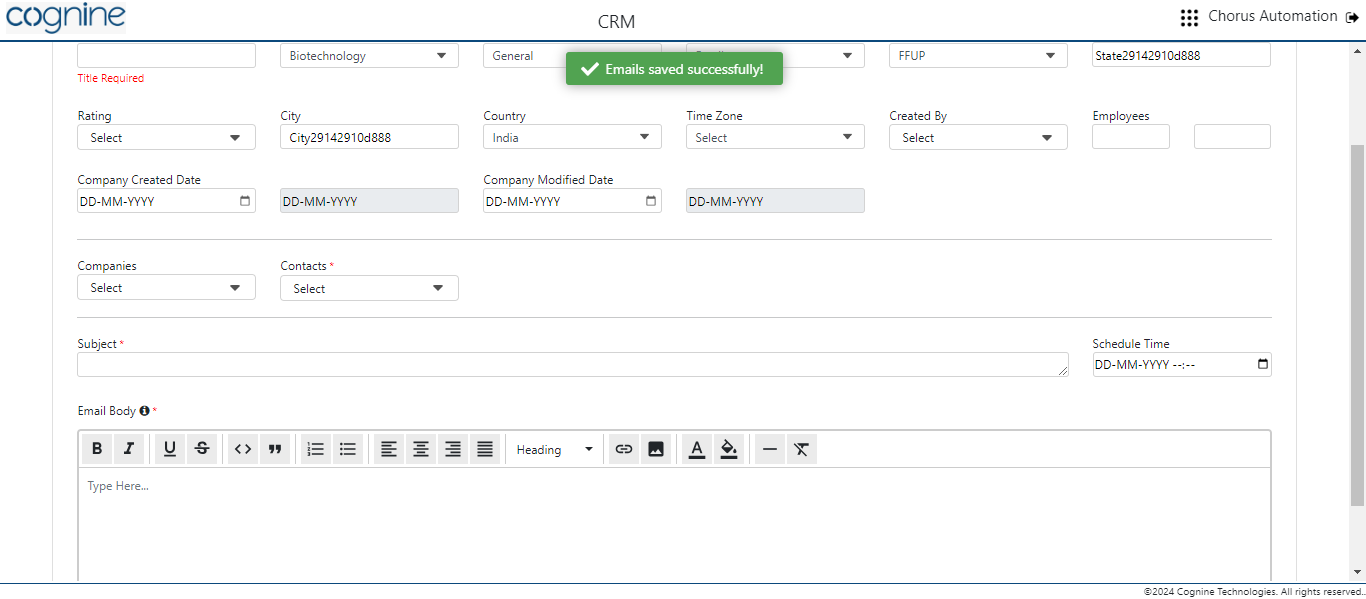 cognine
CRM
Chorus Automation
Emails saved successfully!
Biotechnology
General
FFUP
State29142910d888
Title Required
Rating
City
Country
Time Zone
Created By
Employees
Select
City29142910d888
India
Select
Select
Company Created Date
Company Modified Date
DD-MM-YYYY
DD-MM-YYYY
DD-MM-YYYY
DD-MM-YYYY
Companies
Contacts *
Select
Select
Subject *
Schedule Time
DD-MM-YYYY --:--
Email Body *
B I U S
Heading
A
Type Here...
©2024 Cognine Technologies. All rights reserved.